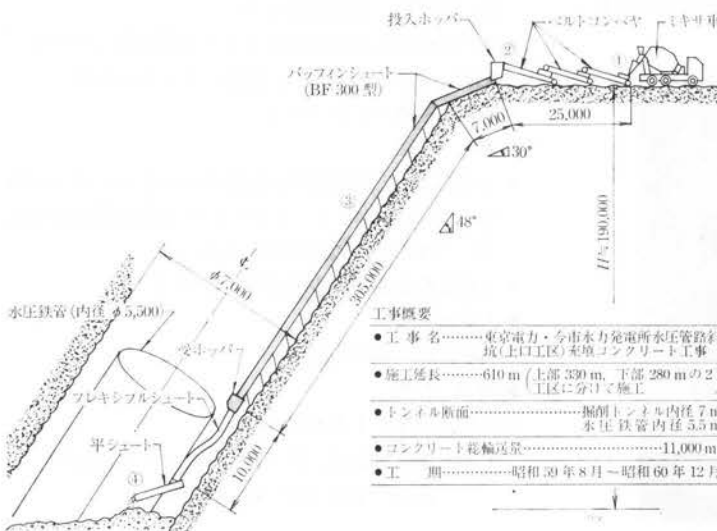 投入ホッパー
ベルトコンベヤ
ミキサ車
②
①
バッフィンシュート
(BF 300 型)
7,000
25,000
30°
③
48°
H≒190,000
305,000
φ7,000
水圧鉄管(内径 φ5,500)
受ホッパー
フレキシブルシュート
平シュート
④
10,000
工事概要
● 工 事 名……東京電力・今市水力発電所水圧管路斜
坑(上口工区)充填コンクリート工事
● 施工延長……610 m (上部 330 m, 下部 280 m の 2
工区に分けて施工
● トンネル断面……掘削トンネル内径 7 m
水圧鉄管内径 5.5 m
● コンクリート総輸送量……11,000 m
● 工 期……昭和 59 年 8 月〜昭和 60 年 12 月